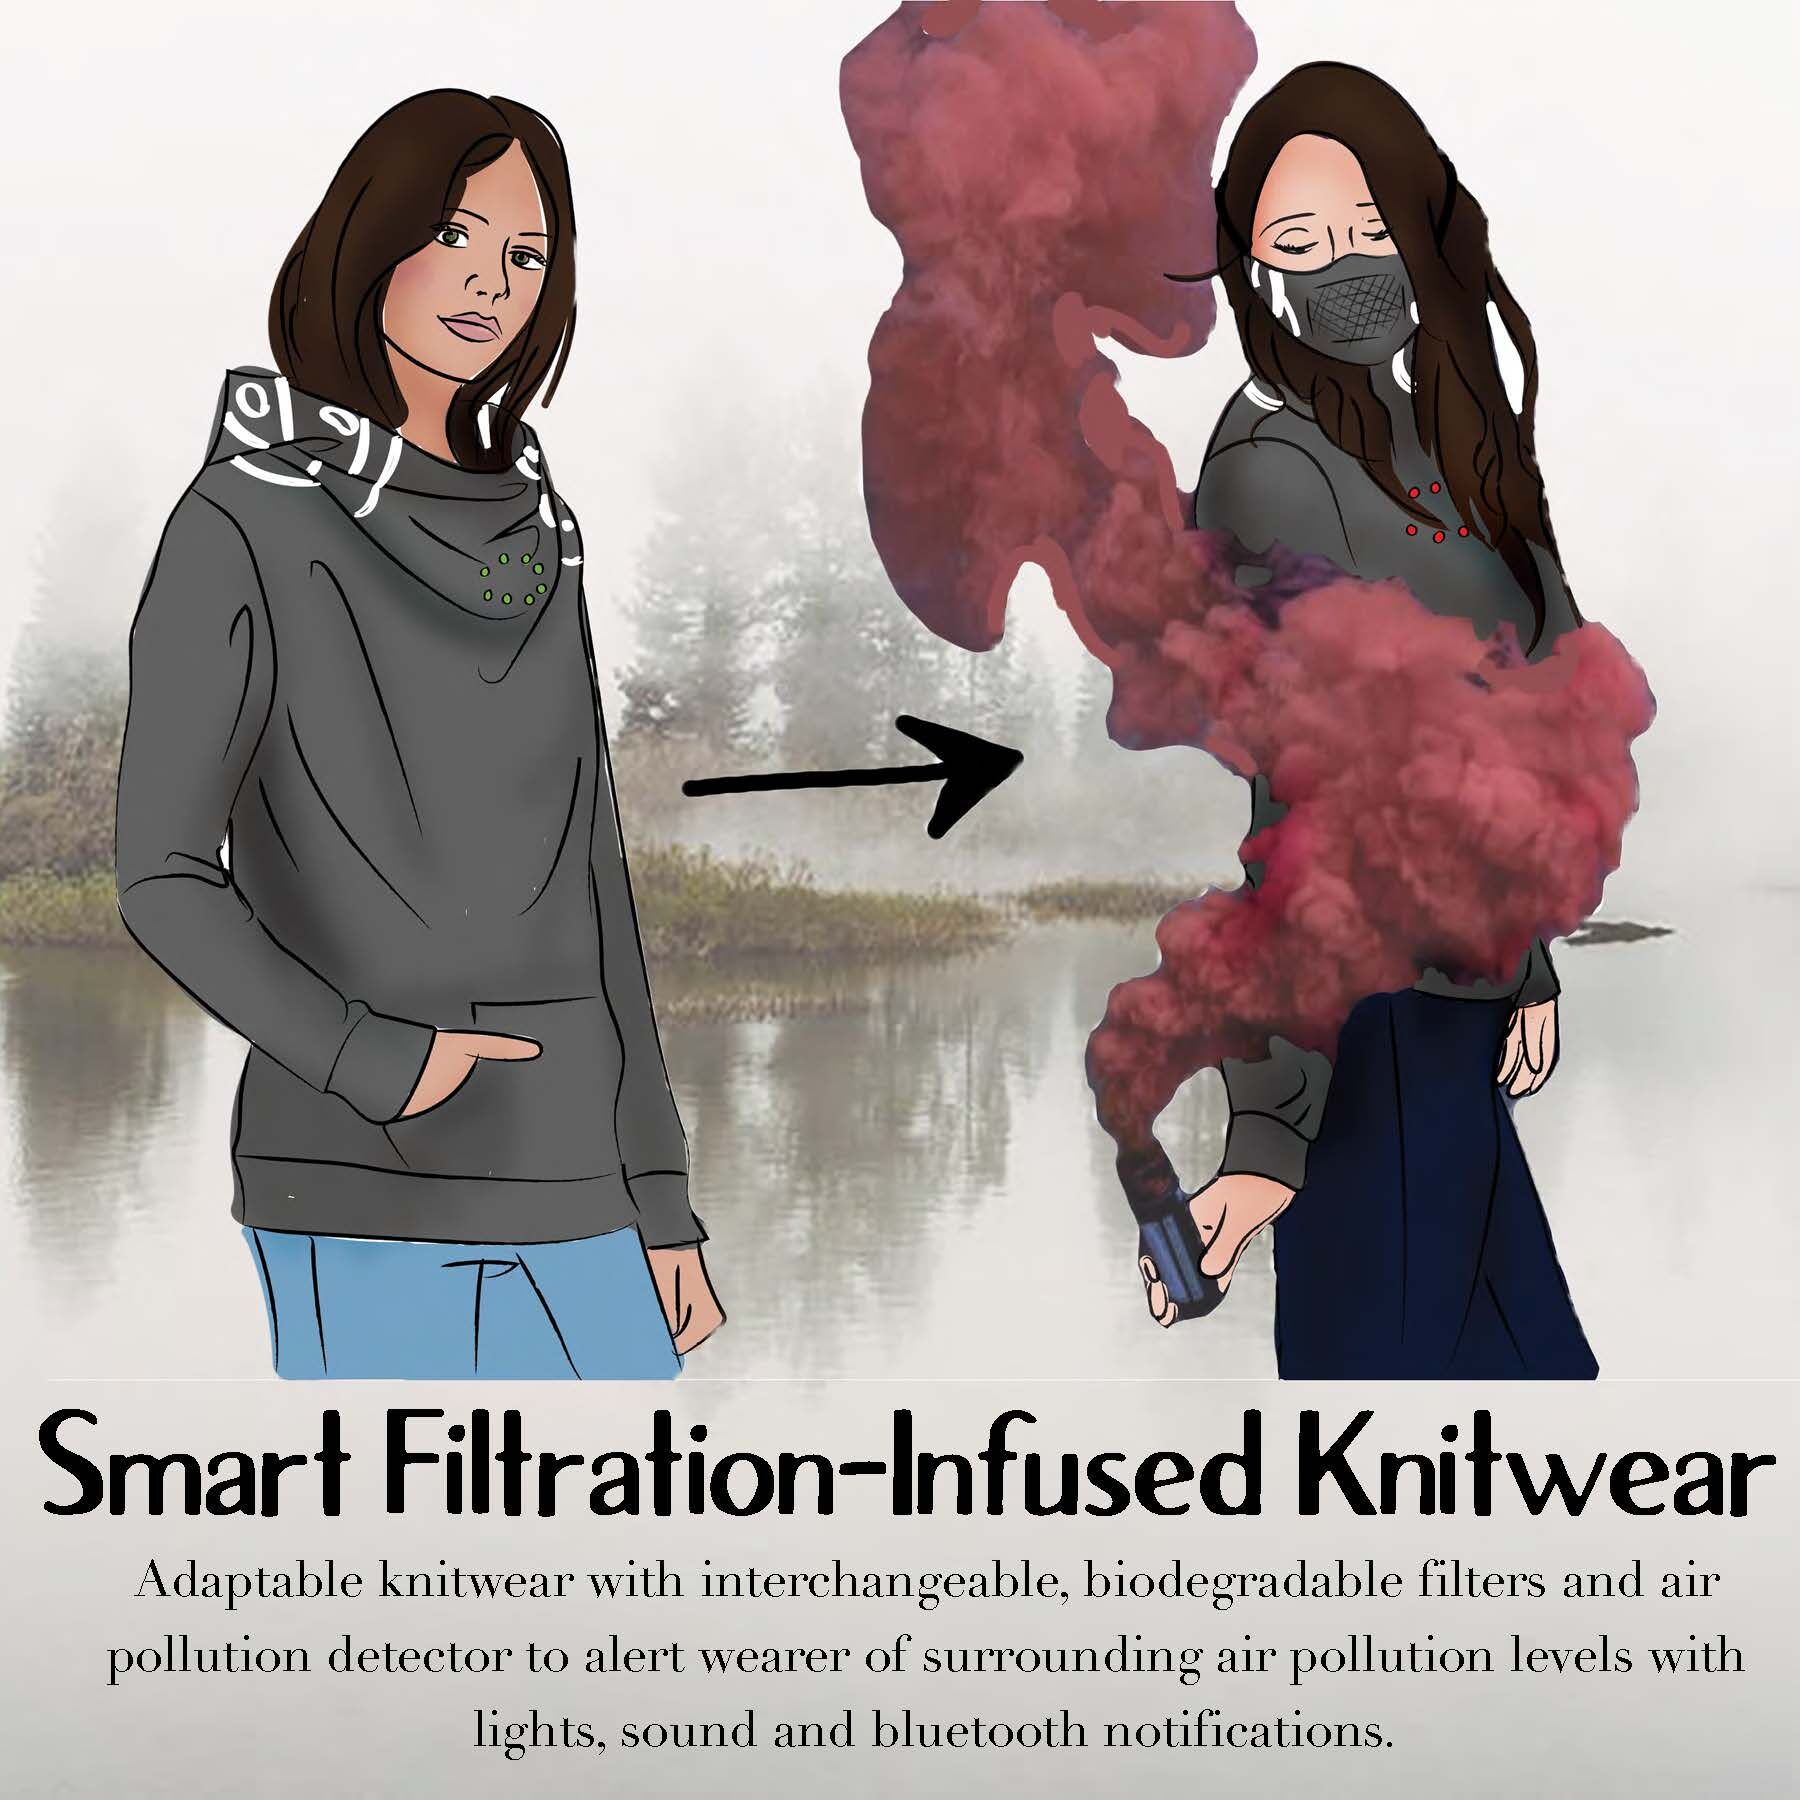 Smart Filtration-Infused Knitwear
Adaptable knitwear with interchangeable, biodegradable filters and air
pollution detector to alert wearer of surrounding air pollution levels with
lights, sound and bluetooth notifications.